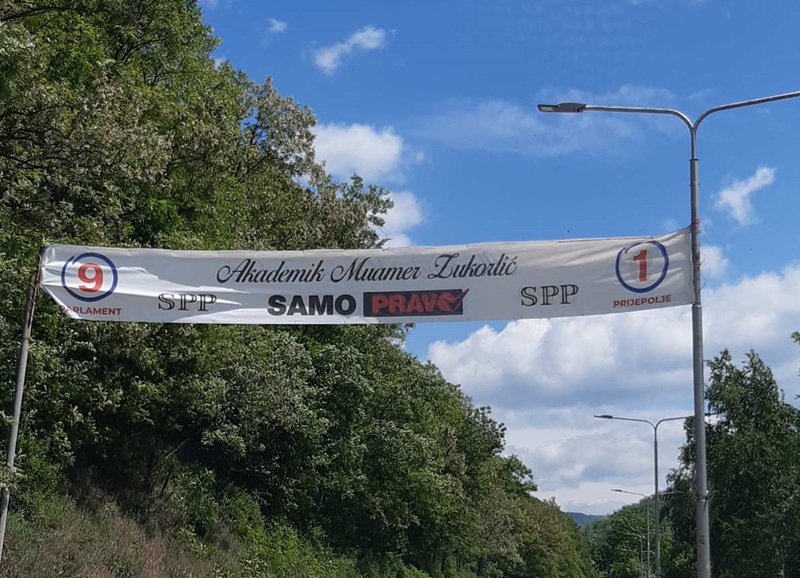 9
PARLAMENT
SPP
Akademik Muamer Zukorlić
SAMO PRAVO
SPP
1
PRIJEPOLJE